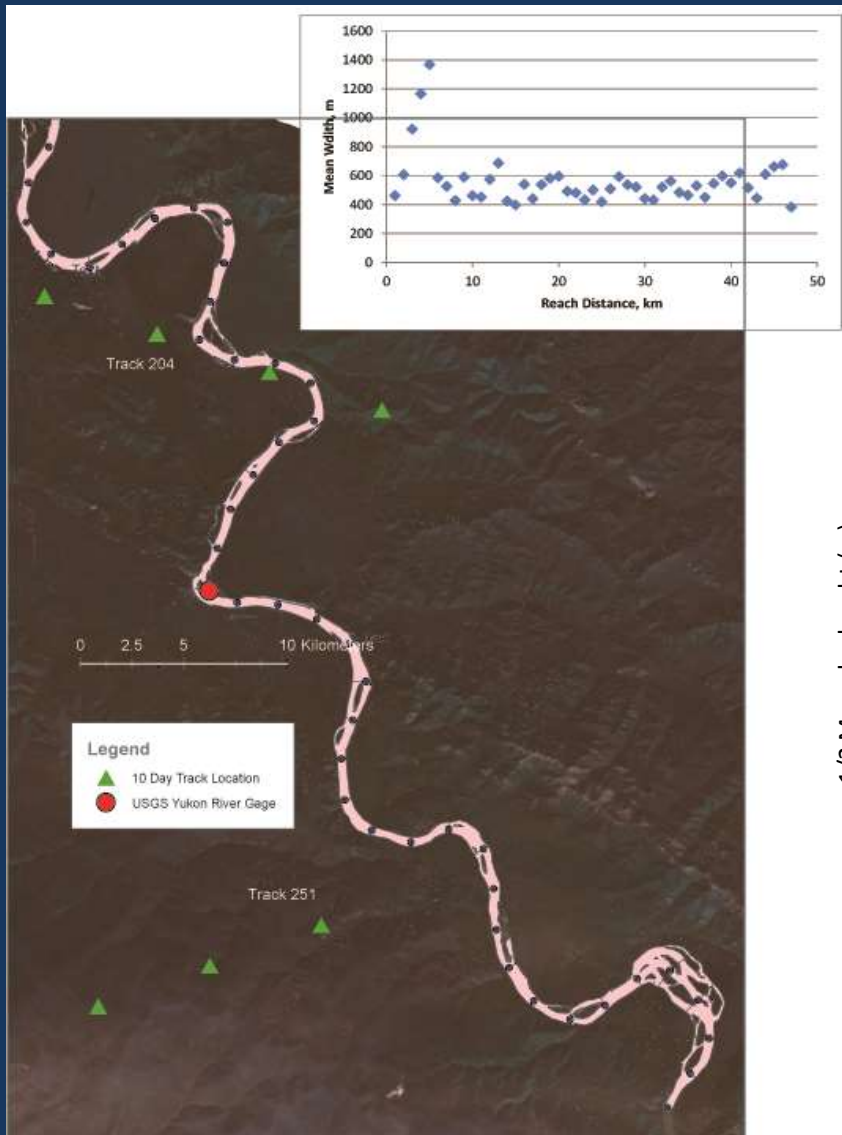 1600
1400
1200
1000
800
600
400
200
0
Mean Wdith, m
0 10 20 30 40 50
Reach Distance, km
Track 204
0 2.5 5 10 Kilometers
Legend
10 Day Track Location
USGS Yukon River Gage
Track 251